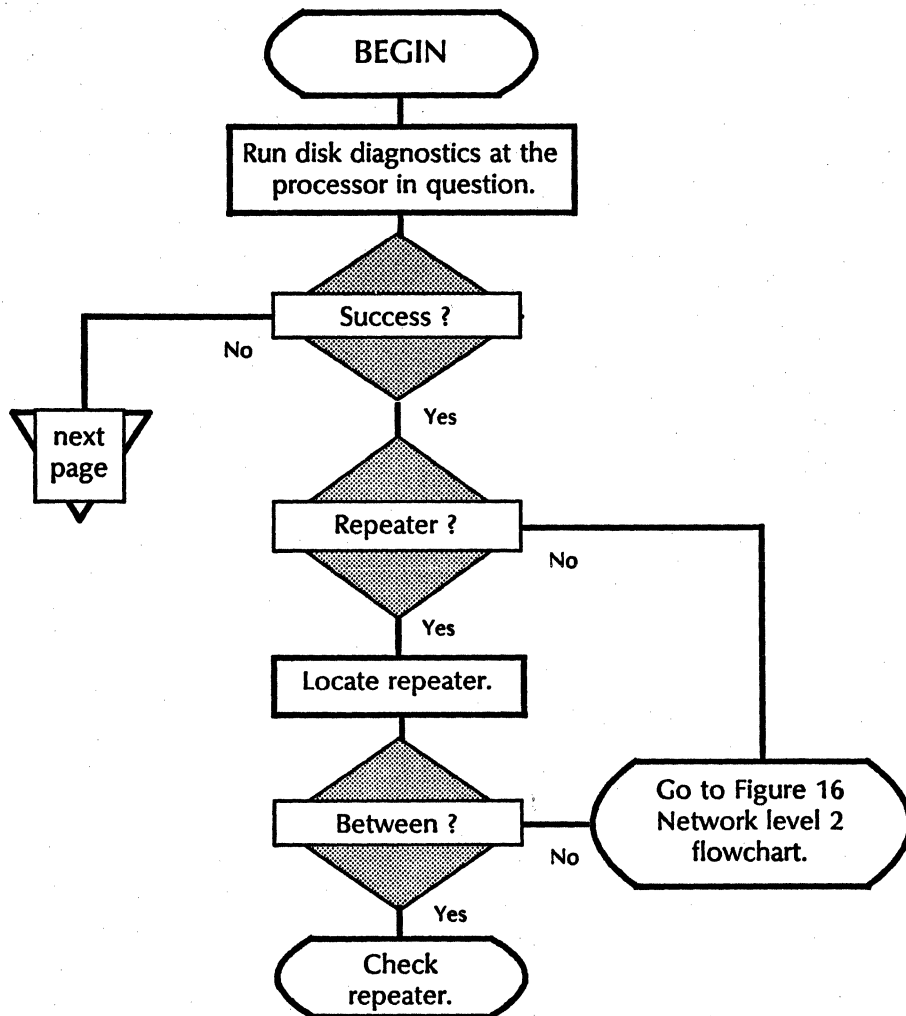 BEGIN
Run disk diagnostics at the
processor in question.
Success ?
No
Yes
next
page
Repeater ?
No
Yes
Locate repeater.
Between ?
No
Go to Figure 16
Network level 2
flowchart.
Yes
Check
repeater.